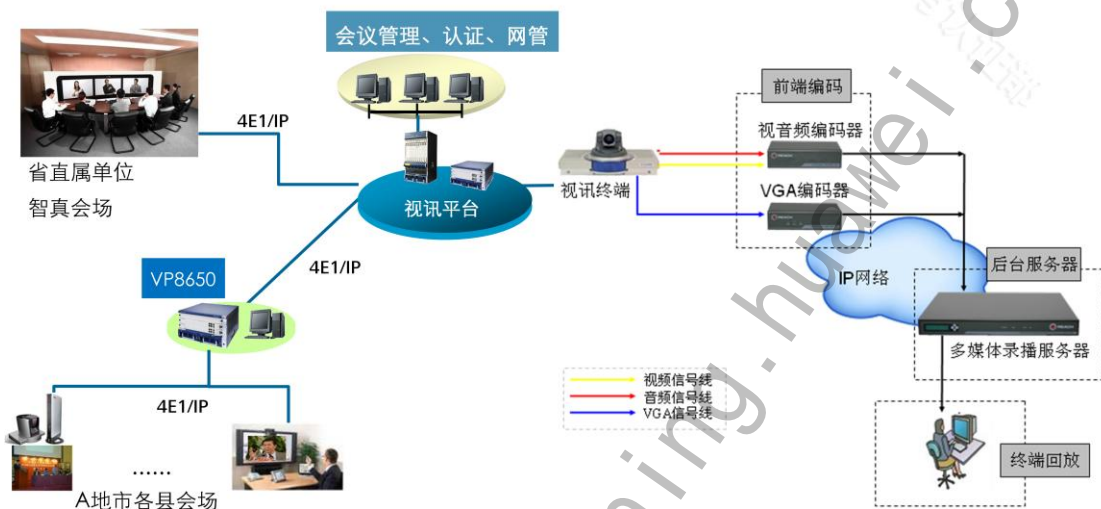 会议管理、认证、网管
4E1/IP
省直属单位
智真会场
视讯平台
视讯终端
前端编码
视音频编码器
VGA编码器
IP网络
后台服务器
多媒体录播服务器
4E1/IP
VP8650
视频信号线
音频信号线
VGA信号线
4E1/IP
......
A地市各县会场
终端回放
ning.huawei.c